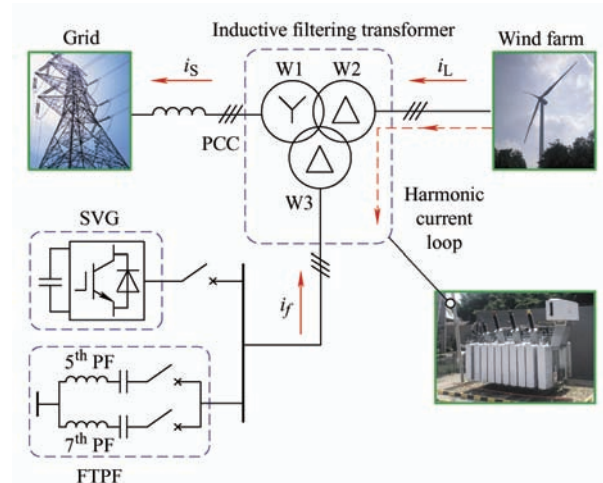 Grid
Inductive filtering transformer
Wind farm
iS
W1
W2
iL
PCC
W3
Harmonic
current
loop
SVG
if
5th PF
7th PF
FTPF